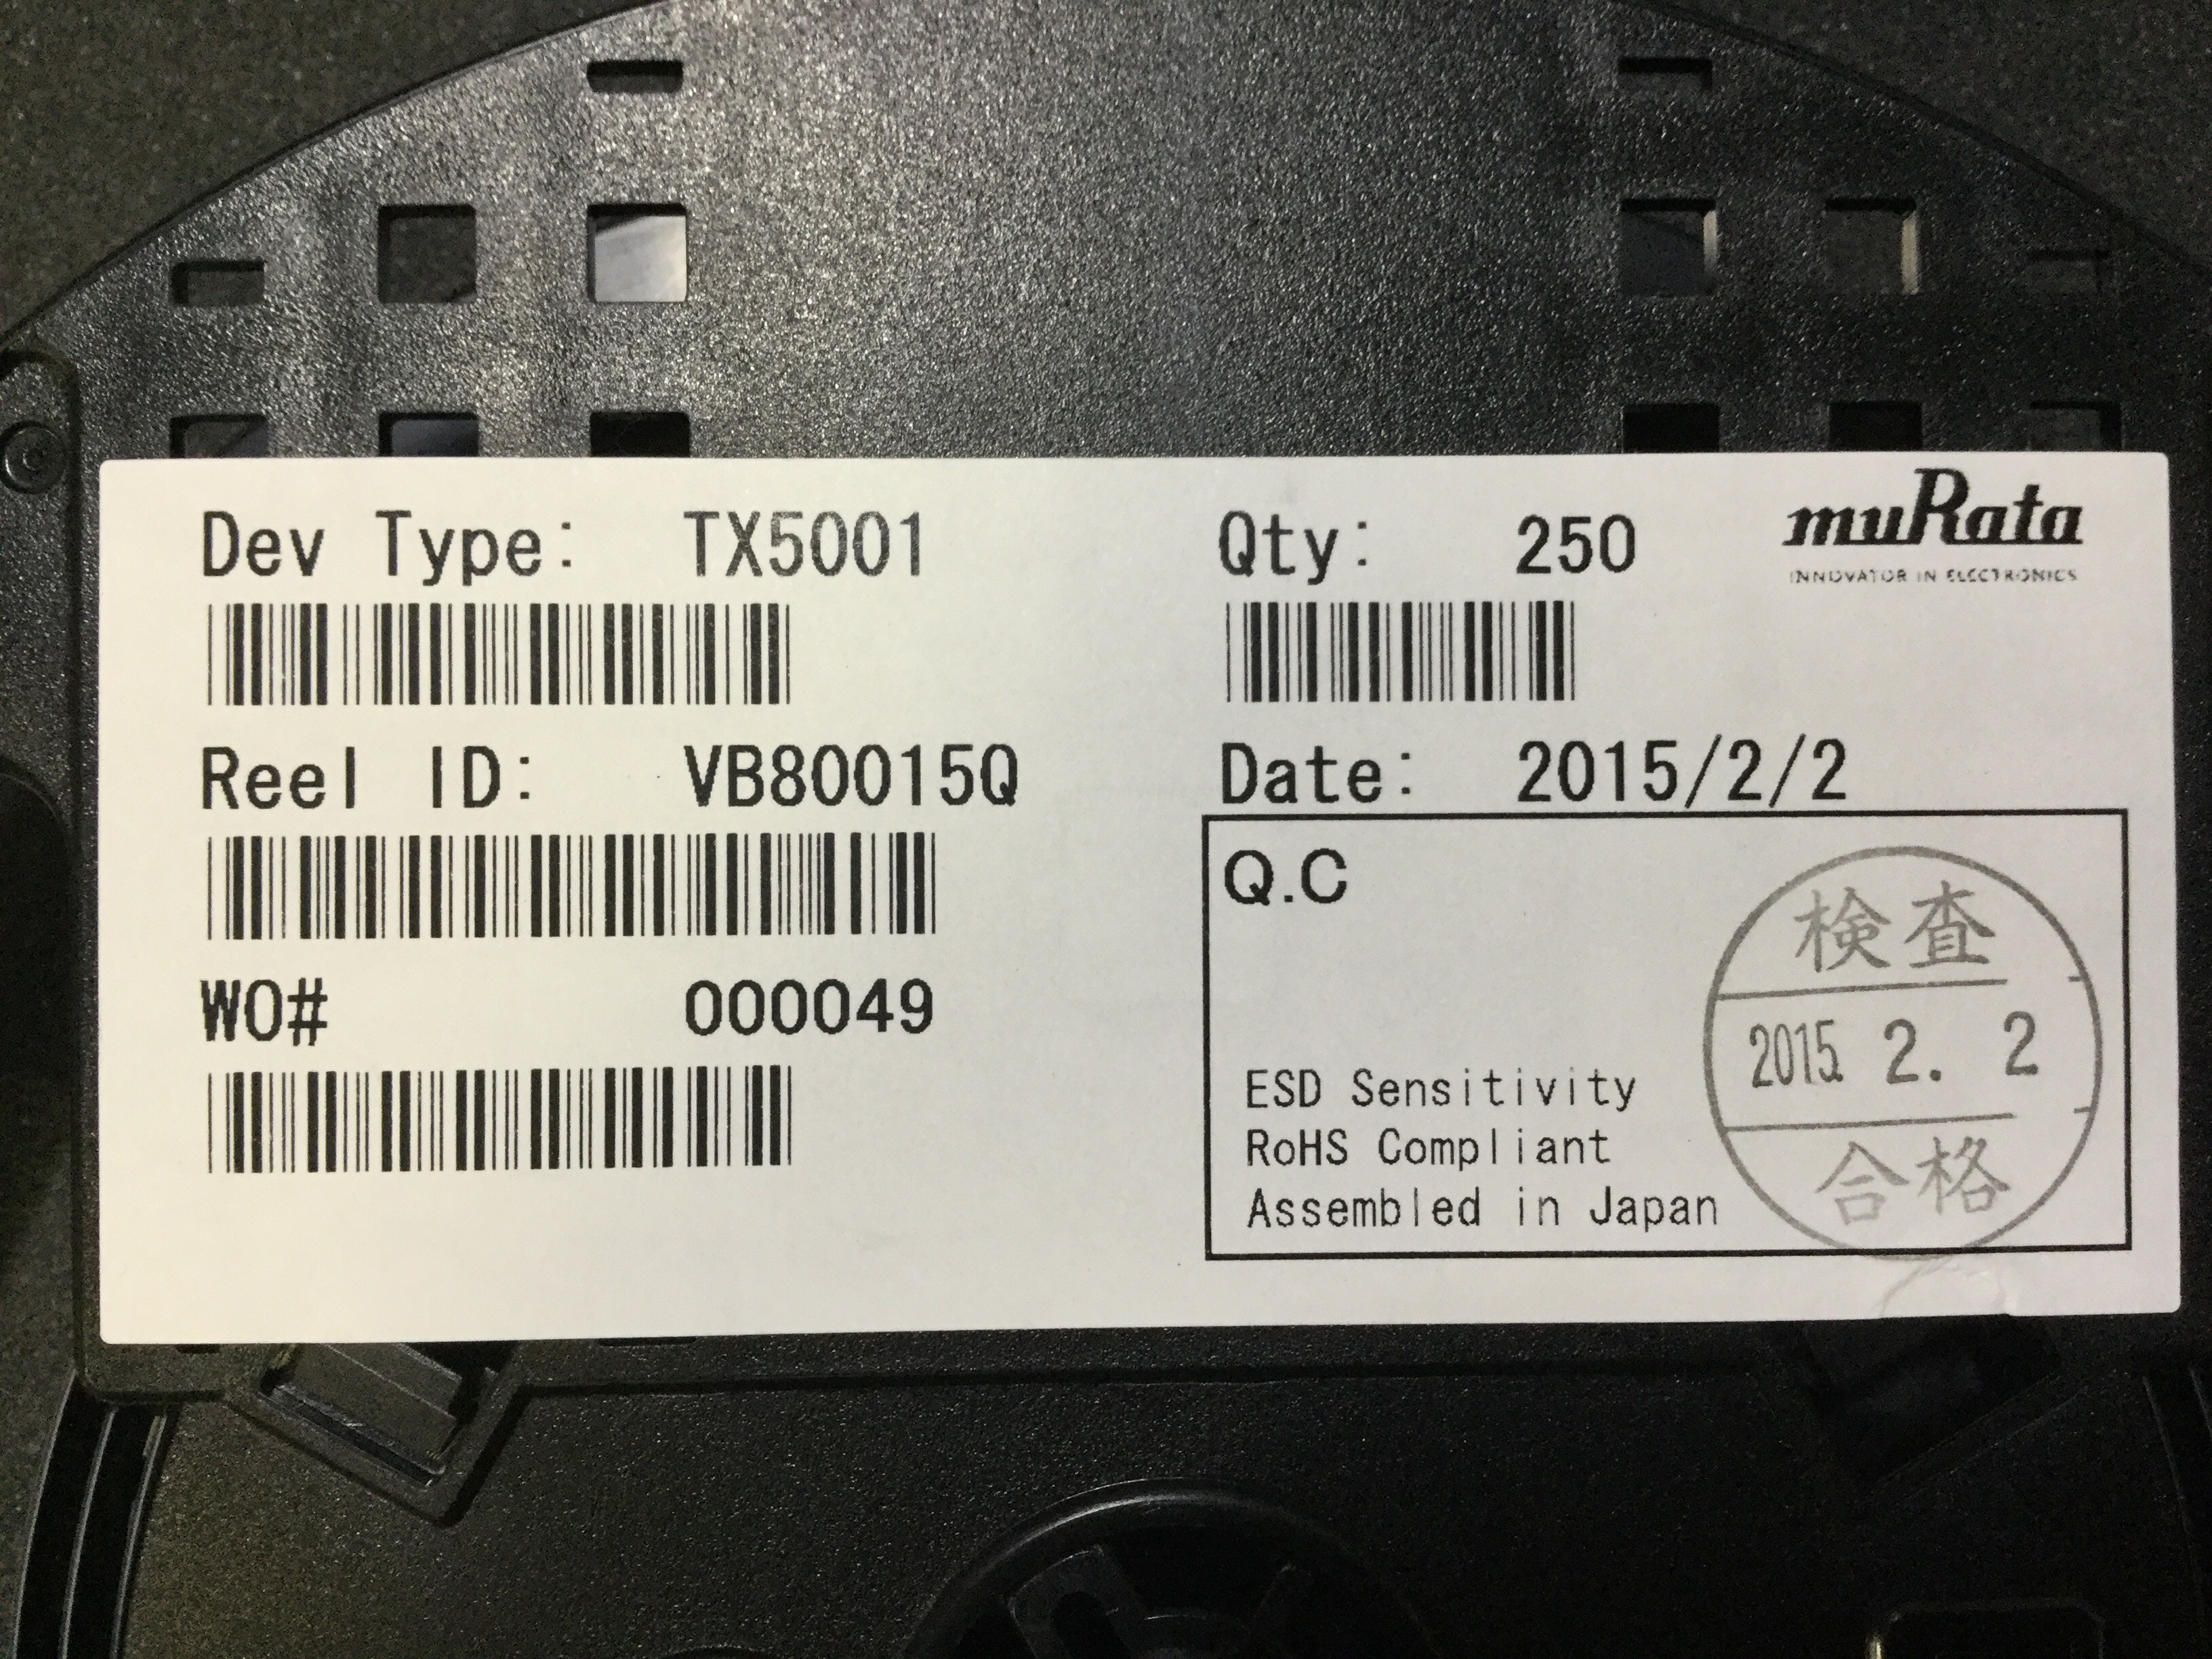 Dev Type: TX5001
Qty: 250
muRata
INNOVATOR IN ELECTRONICS
Reel ID: VB80015Q
Date: 2015/2/2
WO# 000049
Q.C
ESD Sensitivity
RoHS Compliant
Assembled in Japan
検査
2015. 2. 2
合格